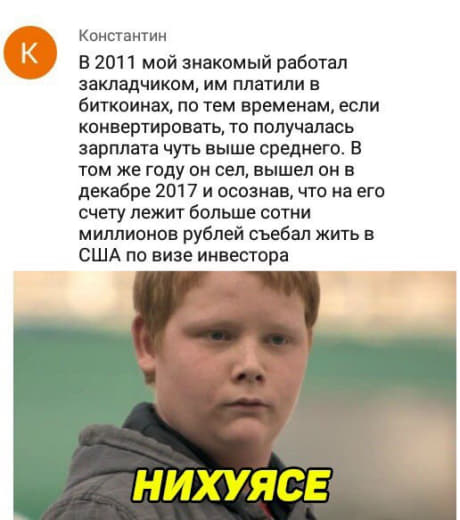 К
Константин
В 2011 мой знакомый работал
закладчиком, им платили в
биткоинах, по тем временам, если
конвертировать, то получалась
зарплата чуть выше среднего. В
том же году он сел, вышел он в
декабре 2017 и осознав, что на его
счету лежит больше сотни
миллионов рублей съебал жить в
США по визе инвестора
НИХУЯСЕ